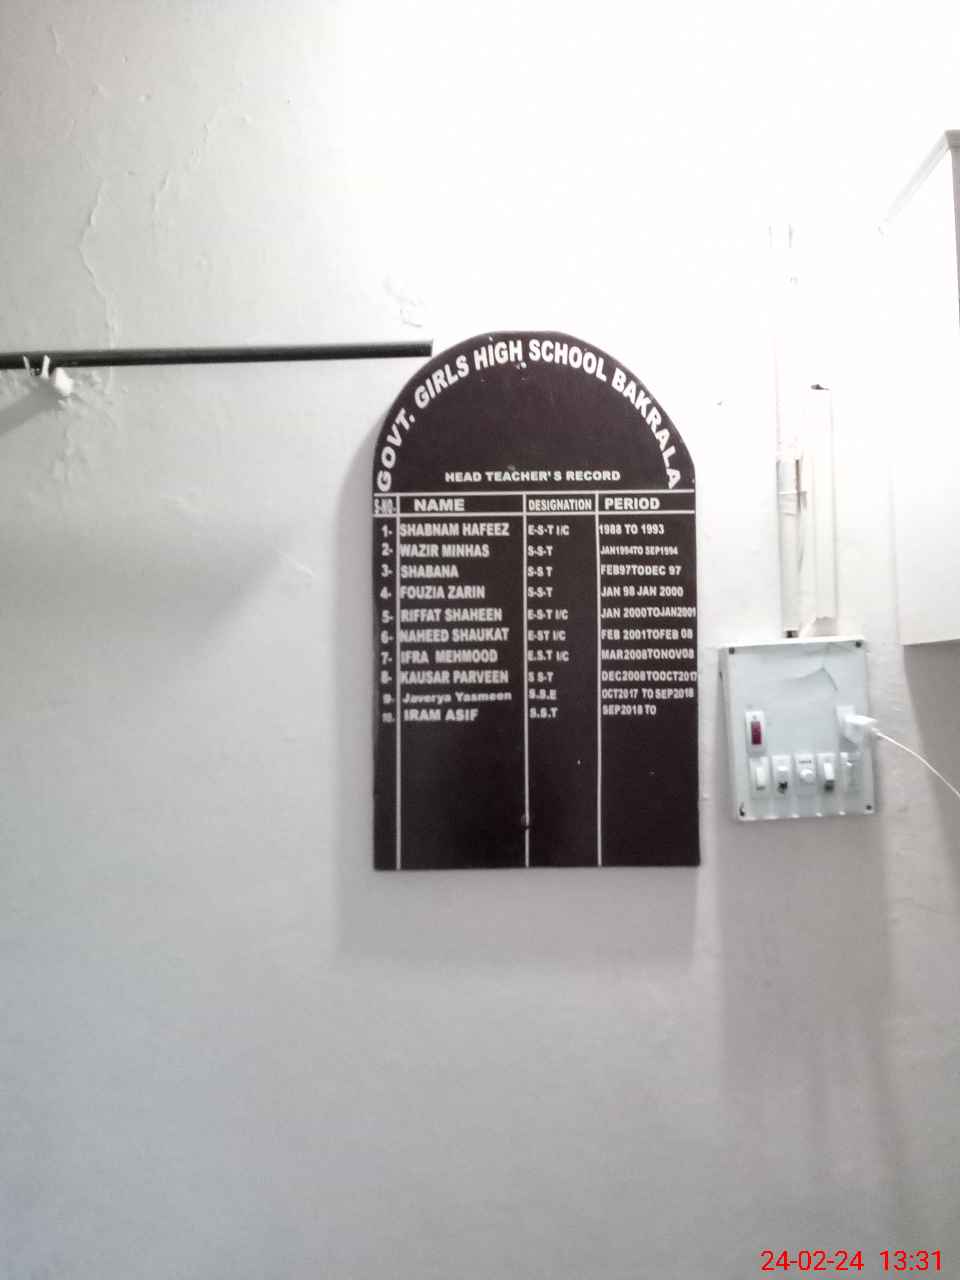 GOVT. GIRLS HIGH SCHOOL BAKRALA
HEAD TEACHER'S RECORD
S-NO- NAME DESIGNATION PERIOD
1- SHABNAM HAFEEZ E-S-T I/C 1988 TO 1993
2- WAZIR MINHAS S-S-T JAN1994TO SEP1994
3- SHABANA S-S T FEB97TODEC 97
4- FOUZIA ZARIN S-S-T JAN 98 JAN 2000
5- RIFFAT SHAHEEN E-S-T I/C JAN 2000TOJAN2001
6- NAHEED SHAUKAT E-ST I/C FEB 2001TOFEB 08
7- IFRA MEHMOOD E.S.T I/C MAR2008TONOV08
8- KAUSAR PARVEEN S S-T DEC2008TOOCT2017
9- Javerya Yasmeen S.S.E OCT2017 TO SEP2018
10. IRAM ASIF S.S.T SEP2018 TO
24-02-24 13:31